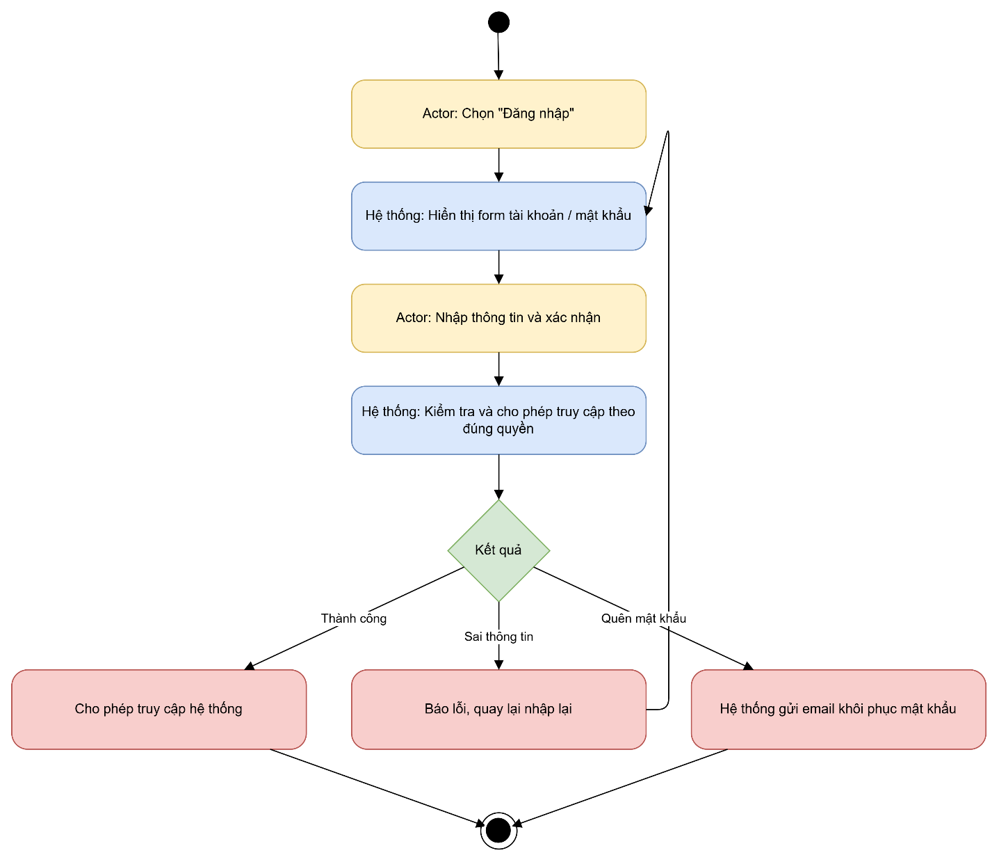 Actor: Chọn "Đăng nhập"
Hệ thống: Hiển thị form tài khoản / mật khẩu
Actor: Nhập thông tin và xác nhận
Hệ thống: Kiểm tra và cho phép truy cập theo
đúng quyền
Kết quả
Thành công
Quên mật khẩu
Sai thông tin
Cho phép truy cập hệ thống
Báo lỗi, quay lại nhập lại
Hệ thống gửi email khôi phục mật khẩu